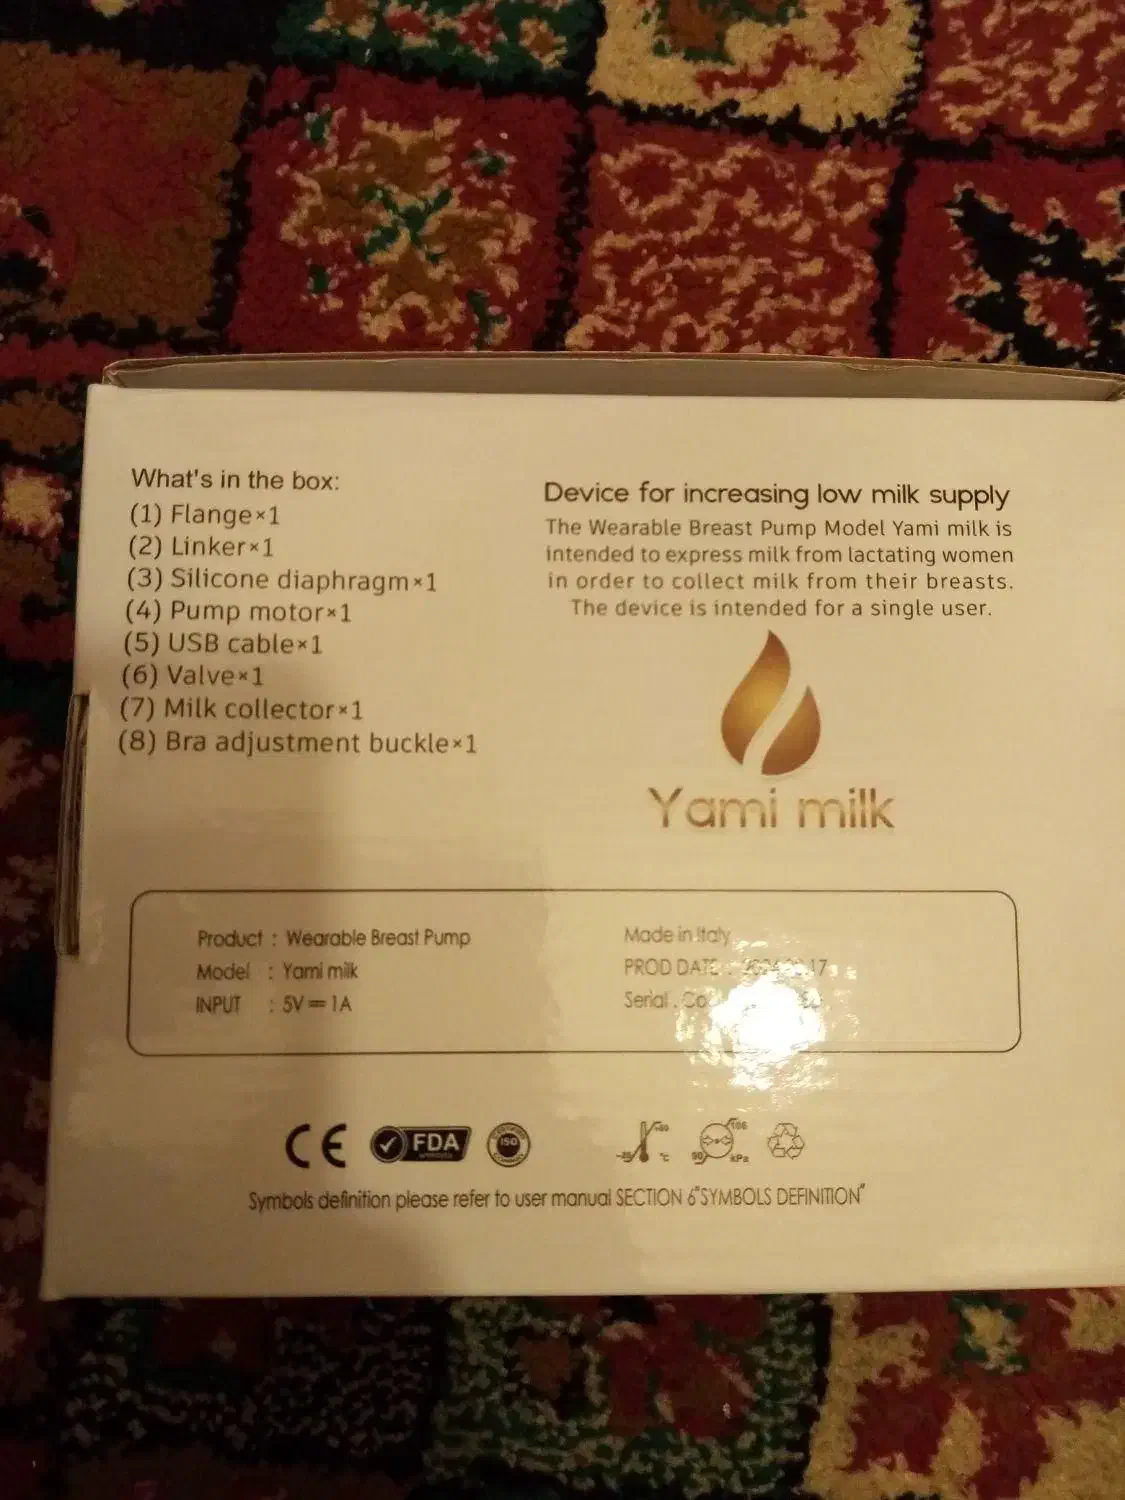 What's in the box:
(1) Flange×1
(2) Linker×1
(3) Silicone diaphragm×1
(4) Pump motor×1
(5) USB cable×1
(6) Valve×1
(7) Milk collector×1
(8) Bra adjustment buckle×1
Device for increasing low milk supply
The Wearable Breast Pump Model Yami milk is
intended to express milk from lactating women
in order to collect milk from their breasts.
The device is intended for a single user.
Yami milk
Product : Wearable Breast Pump
Model : Yami milk
INPUT : 5V ⎓ 1A
Made in Italy
PROD DATE :
Serial .
CE
FDA
ISO
°C
106
kPa
Symbols definition please refer to user manual SECTION 6"SYMBOLS DEFINITION"